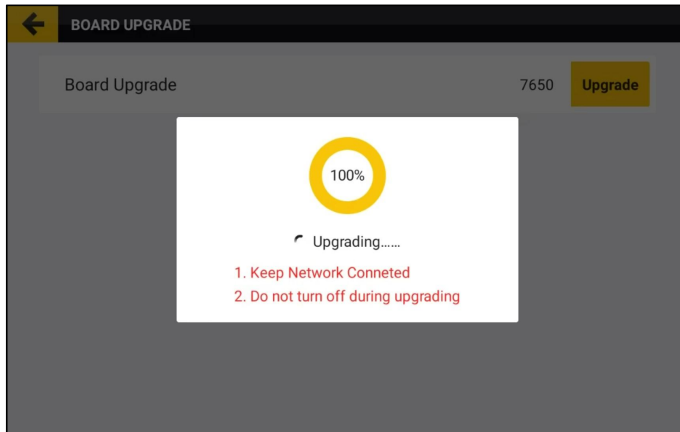 BOARD UPGRADE
Board Upgrade 7650 Upgrade
100%
Upgrading......
1. Keep Network Conneted
2. Do not turn off during upgrading